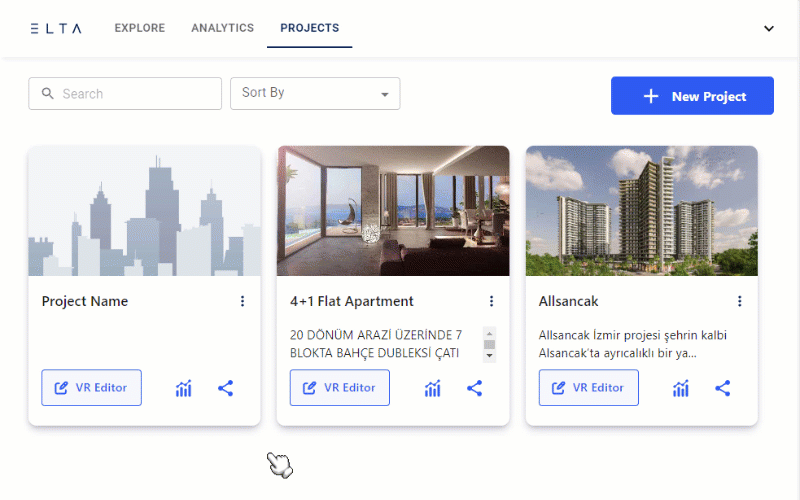 ELTA EXPLORE ANALYTICS PROJECTS
Search Sort By New Project
Project Name
VR Editor
4+1 Flat Apartment
20 DÖNÜM ARAZİ ÜZERİNDE 7
BLOKTA BAHÇE DUBLEKSİ ÇATI
VR Editor
Allsancak
Allsancak İzmir projesi şehrin kalbi
Alsancak'ta ayrıcalıklı bir ya...
VR Editor